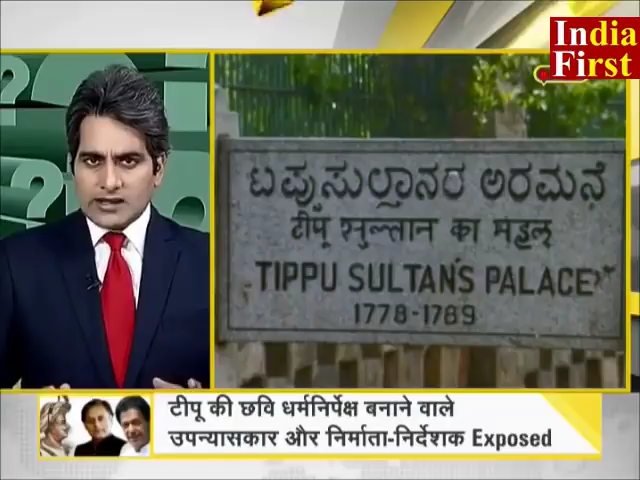 India
First
ಟಿಪ್ಪುಸುಲ್ತಾನರ ಅರಮನೆ
टीपू सुल्तान का महल
TIPPU SULTAN'S PALACE
1778-1789
टीपू की छवि धर्मनिर्पेक्ष बनाने वाले
उपन्यासकार और निर्माता-निर्देशक Exposed